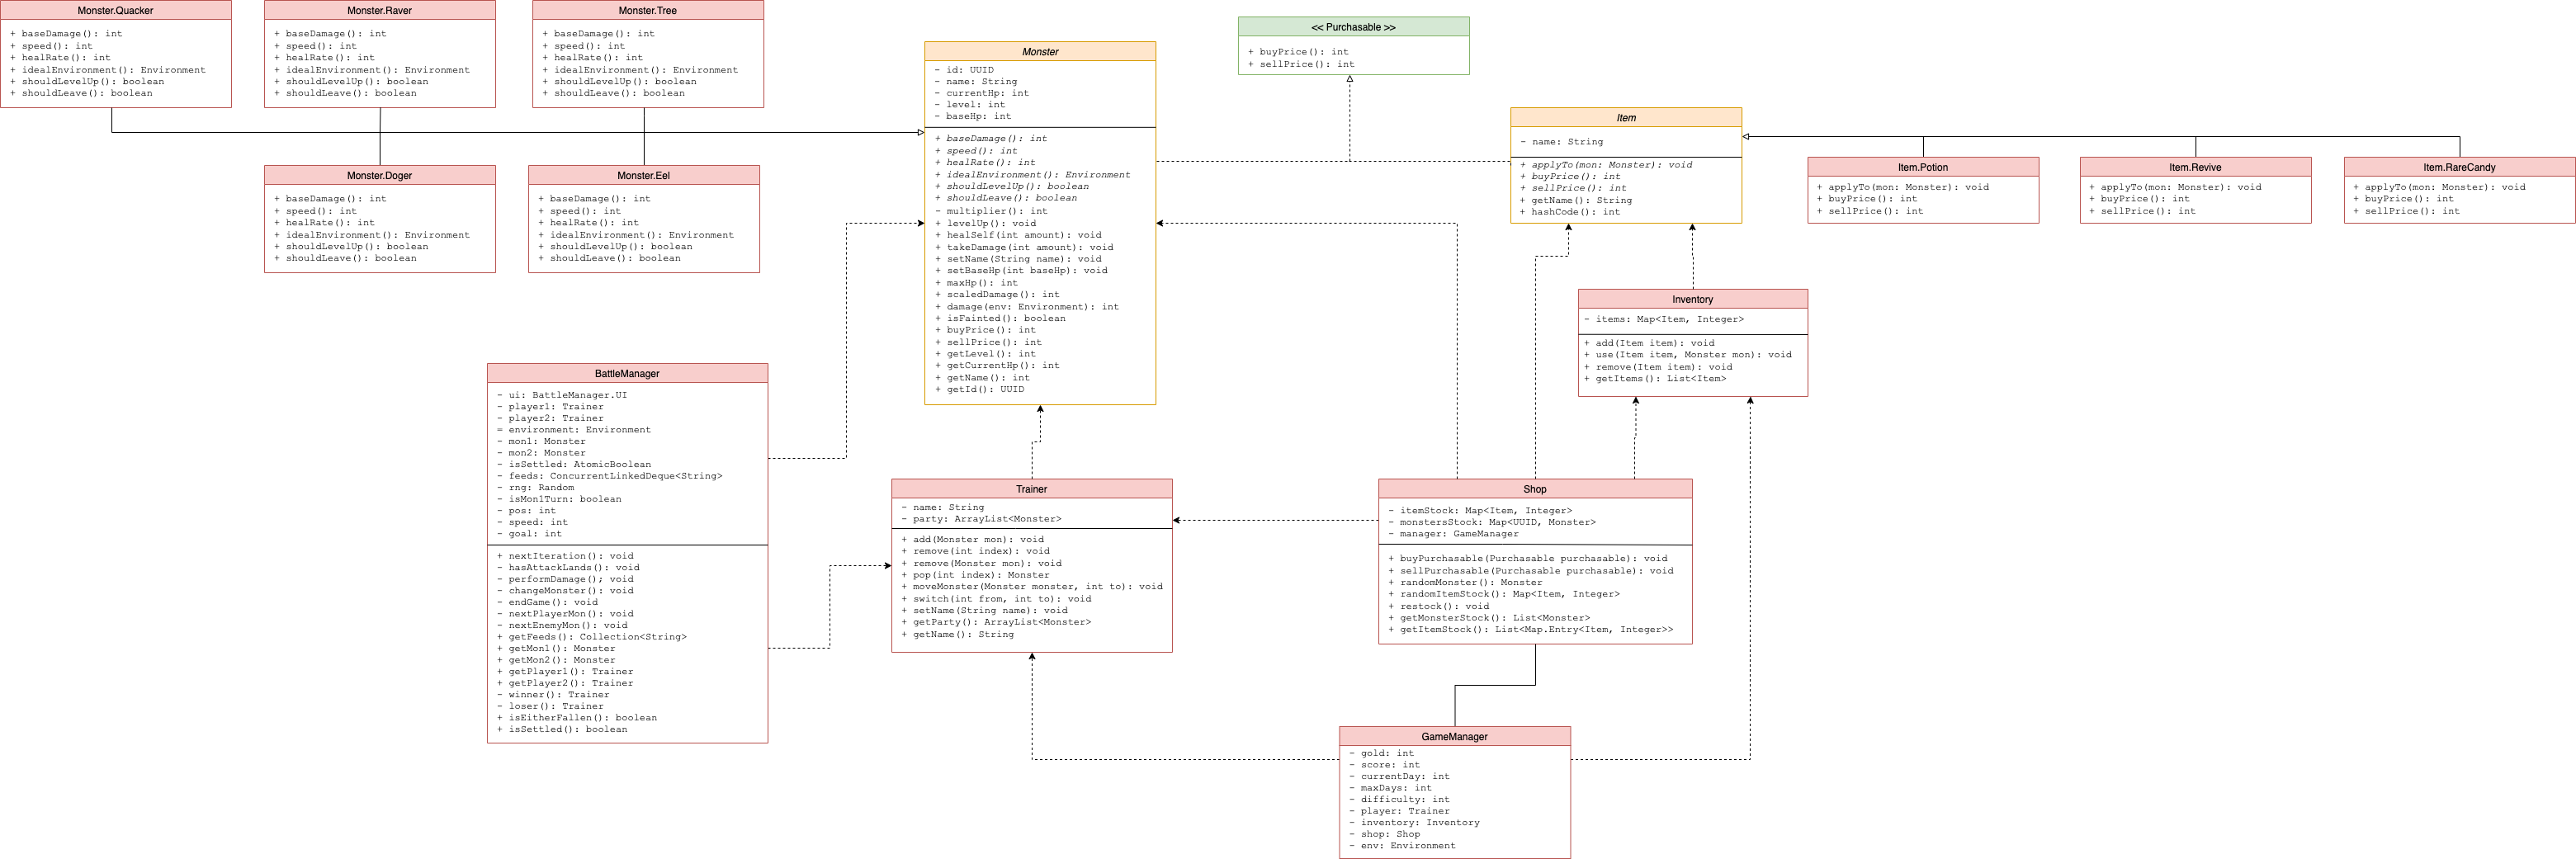 Monster.Quacker
+ baseDamage(): int
+ speed(): int
+ healRate(): int
+ idealEnvironment(): Environment
+ shouldLevelUp(): boolean
+ shouldLeave(): boolean
Monster.Raver
+ baseDamage(): int
+ speed(): int
+ healRate(): int
+ idealEnvironment(): Environment
+ shouldLevelUp(): boolean
+ shouldLeave(): boolean
Monster.Tree
+ baseDamage(): int
+ speed(): int
+ healRate(): int
+ idealEnvironment(): Environment
+ shouldLevelUp(): boolean
+ shouldLeave(): boolean
Monster.Doger
+ baseDamage(): int
+ speed(): int
+ healRate(): int
+ idealEnvironment(): Environment
+ shouldLevelUp(): boolean
+ shouldLeave(): boolean
Monster.Eel
+ baseDamage(): int
+ speed(): int
+ healRate(): int
+ idealEnvironment(): Environment
+ shouldLevelUp(): boolean
+ shouldLeave(): boolean
Monster
- id: UUID
- name: String
- currentHp: int
- level: int
- baseHp: int
+ baseDamage(): int
+ speed(): int
+ healRate(): int
+ idealEnvironment(): Environment
+ shouldLevelUp(): boolean
+ shouldLeave(): boolean
- multiplier(): int
+ levelUp(): void
+ healSelf(int amount): void
+ takeDamage(int amount): void
+ setName(String name): void
+ setBaseHp(int baseHp): void
+ maxHp(): int
+ scaledDamage(): int
+ damage(env: Environment): int
+ isFainted(): boolean
+ buyPrice(): int
+ sellPrice(): int
+ getLevel(): int
+ getCurrentHp(): int
+ getName(): int
+ getId(): UUID
<< Purchasable >>
+ buyPrice(): int
+ sellPrice(): int
Item
- name: String
+ applyTo(mon: Monster): void
+ buyPrice(): int
+ sellPrice(): int
+ getName(): String
+ hashCode(): int
Item.Potion
+ applyTo(mon: Monster): void
+ buyPrice(): int
+ sellPrice(): int
Item.Revive
+ applyTo(mon: Monster): void
+ buyPrice(): int
+ sellPrice(): int
Item.RareCandy
+ applyTo(mon: Monster): void
+ buyPrice(): int
+ sellPrice(): int
Inventory
- items: Map<Item, Integer>
+ add(Item item): void
+ use(Item item, Monster mon): void
+ remove(Item item): void
+ getItems(): List<Item>
BattleManager
- ui: BattleManager.UI
- player1: Trainer
- player2: Trainer
= environment: Environment
- mon1: Monster
- mon2: Monster
- isSettled: AtomicBoolean
- feeds: ConcurrentLinkedDeque<String>
- rng: Random
- isMon1Turn: boolean
- pos: int
- speed: int
- goal: int
+ nextIteration(): void
- hasAttackLands(): void
- performDamage(); void
- changeMonster(): void
- endGame(): void
- nextPlayerMon(): void
- nextEnemyMon(): void
+ getFeeds(): Collection<String>
+ getMon1(): Monster
+ getMon2(): Monster
+ getPlayer1(): Trainer
+ getPlayer2(): Trainer
- winner(): Trainer
- loser(): Trainer
+ isEitherFallen(): boolean
+ isSettled(): boolean
Trainer
- name: String
- party: ArrayList<Monster>
+ add(Monster mon): void
+ remove(int index): void
+ remove(Monster mon): void
+ pop(int index): Monster
+ moveMonster(Monster monster, int to): void
+ switch(int from, int to): void
+ setName(String name): void
+ getParty(): ArrayList<Monster>
+ getName(): String
Shop
- itemStock: Map<Item, Integer>
- monstersStock: Map<UUID, Monster>
- manager: GameManager
+ buyPurchasable(Purchasable purchasable): void
+ sellPurchasable(Purchasable purchasable): void
+ randomMonster(): Monster
+ randomItemStock(): Map<Item, Integer>
+ restock(): void
+ getMonsterStock(): List<Monster>
+ getItemStock(): List<Map.Entry<Item, Integer>>
GameManager
- gold: int
- score: int
- currentDay: int
- maxDays: int
- difficulty: int
- player: Trainer
- inventory: Inventory
- shop: Shop
- env: Environment